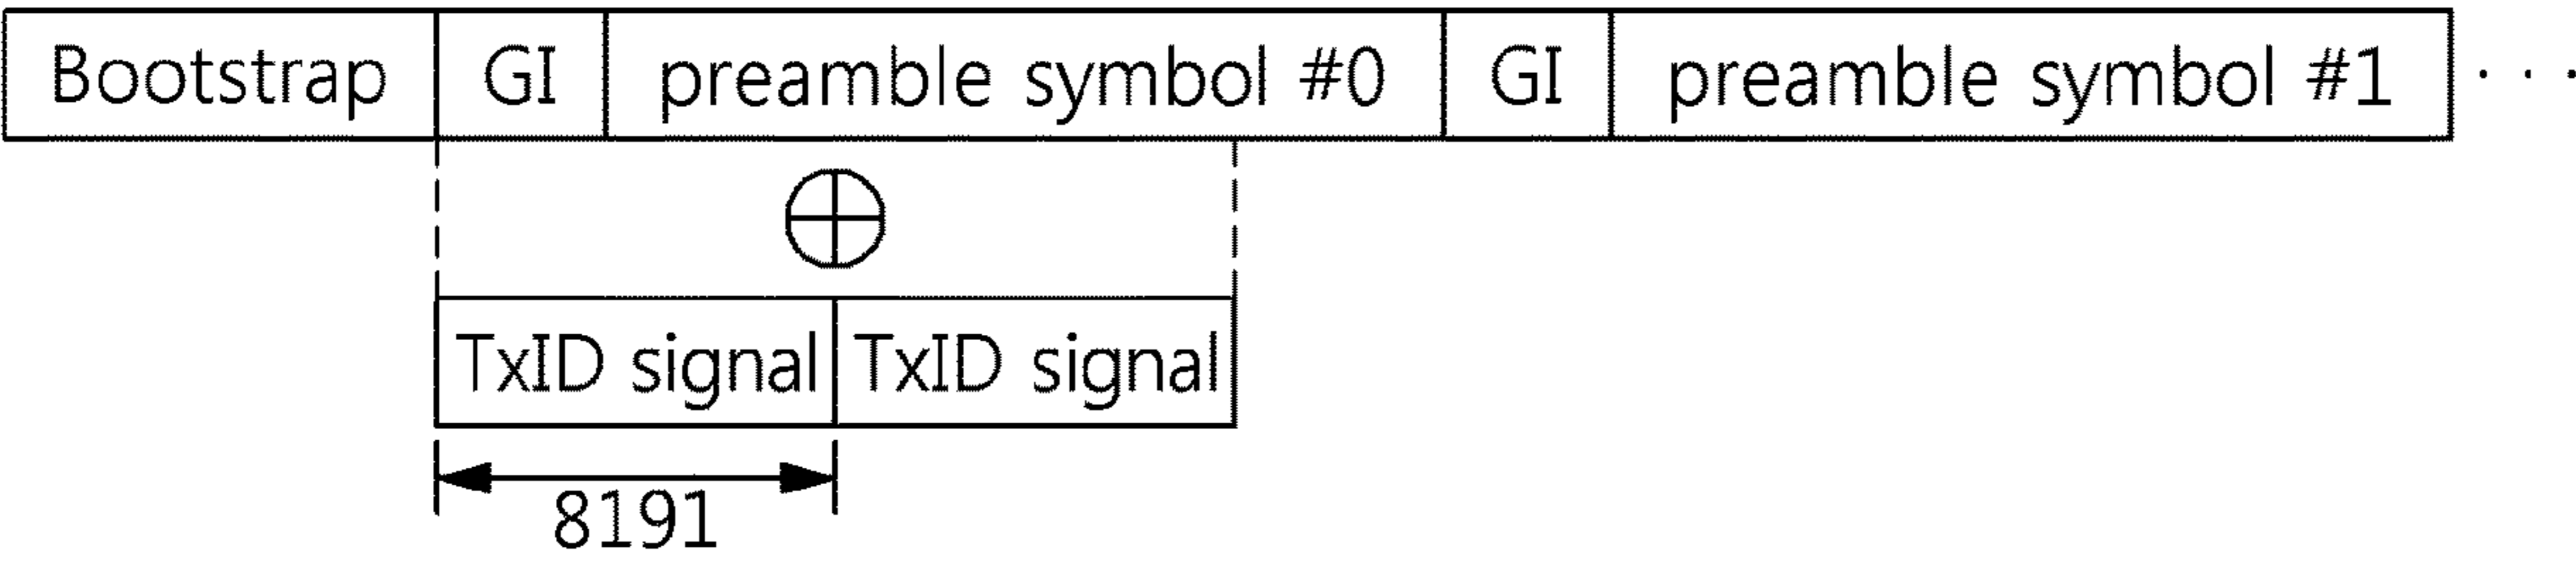 Bootstrap GI preamble symbol #0 GI preamble symbol #1 · · ·
TxID signal TxID signal
8191